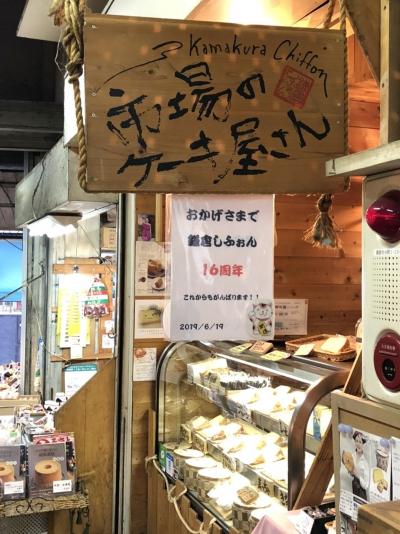 Kamakura Chiffon
市場の
ケーキ屋さん
おかげさまで
鎌倉しふぉん
16周年
これからもがんばります!!
2019/6/19